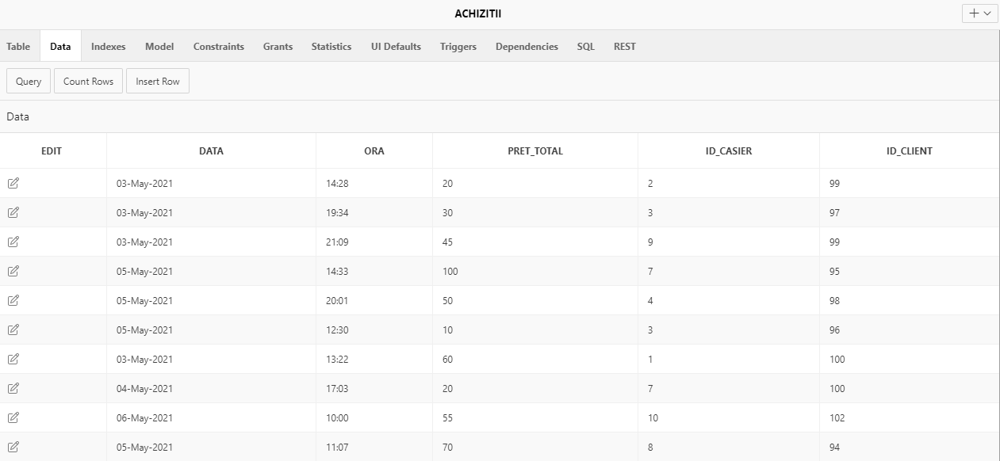 ACHIZITII
Table Data Indexes Model Constraints Grants Statistics UI Defaults Triggers Dependencies SQL REST
Query Count Rows Insert Row
Data
EDIT DATA ORA PRET_TOTAL ID_CASIER ID_CLIENT
03-May-2021 14:28 20 2 99
03-May-2021 19:34 30 3 97
03-May-2021 21:09 45 9 99
05-May-2021 14:33 100 7 95
05-May-2021 20:01 50 4 98
05-May-2021 12:30 10 3 96
03-May-2021 13:22 60 1 100
04-May-2021 17:03 20 7 100
06-May-2021 10:00 55 10 102
05-May-2021 11:07 70 8 94